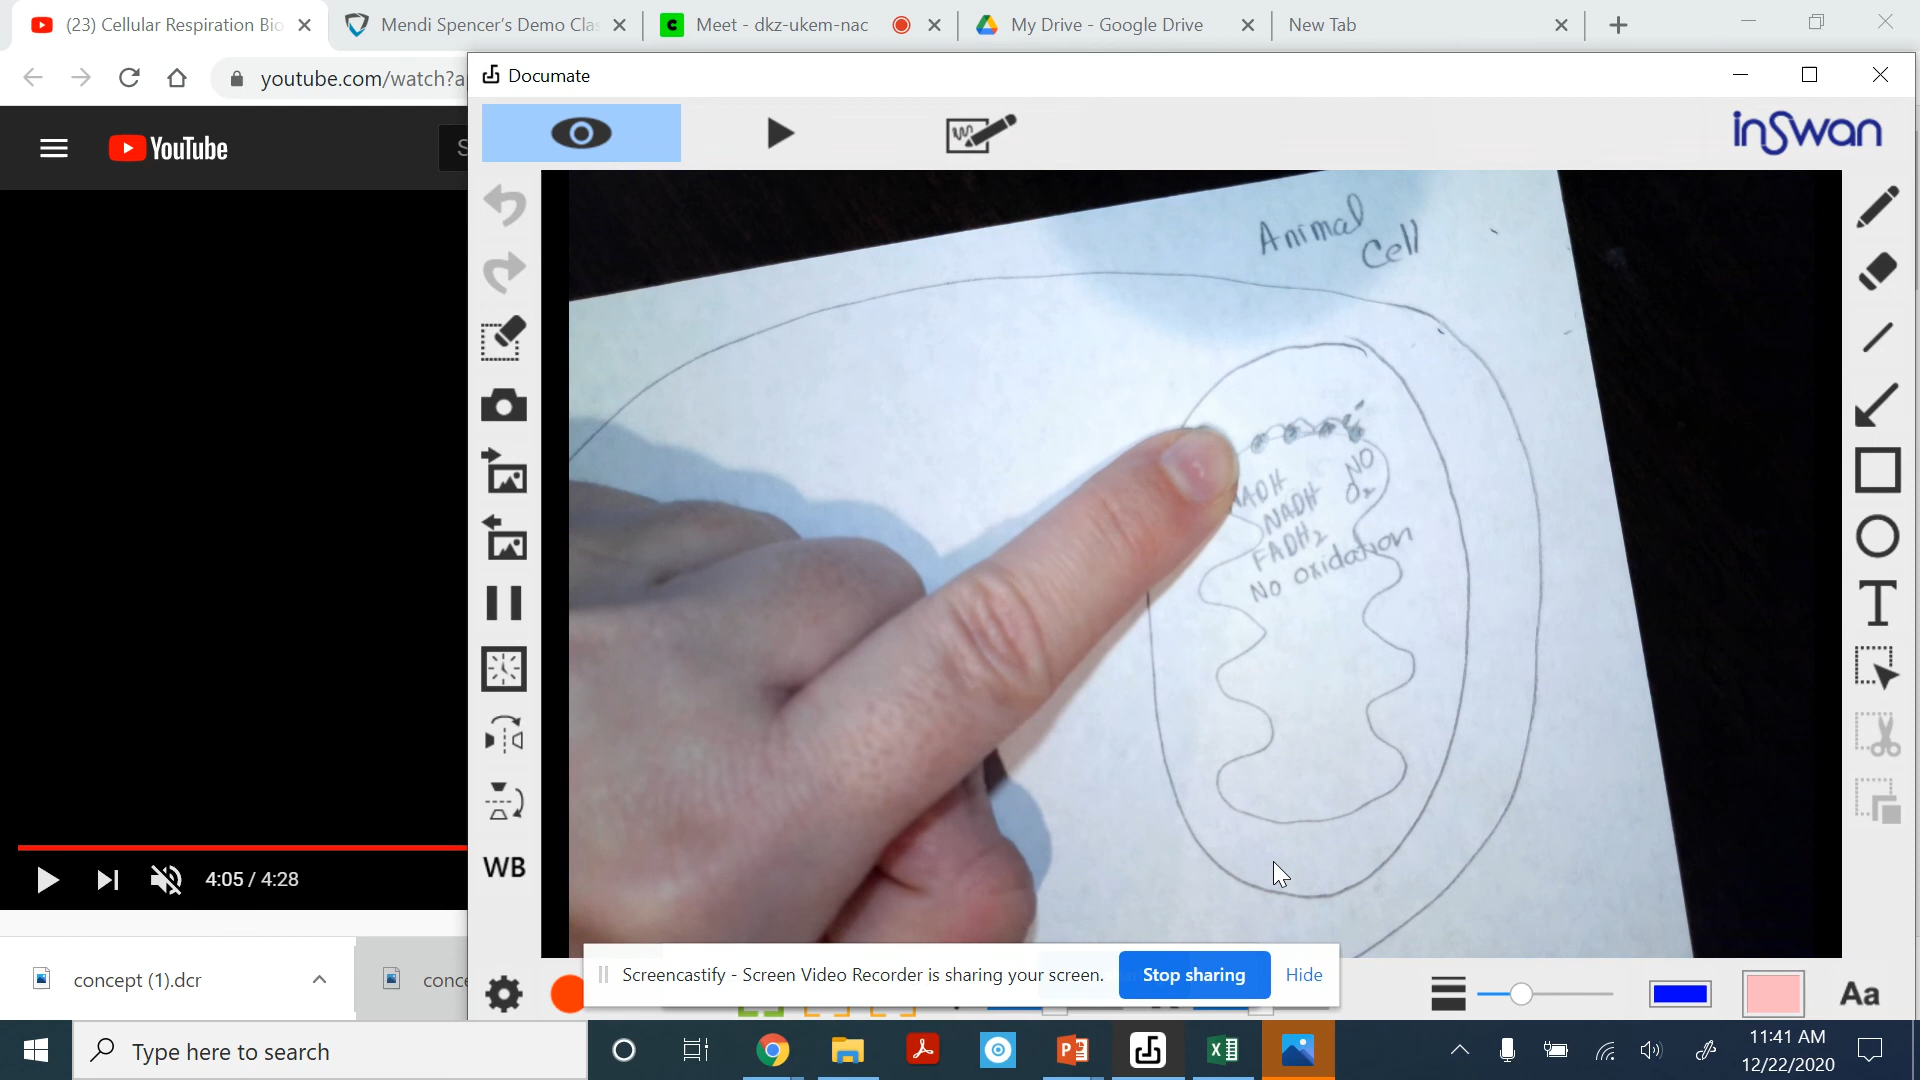 (23) Cellular Respiration Bio
Mendi Spencer's Demo Clas
Meet - dkz-ukem-nac
My Drive - Google Drive
New Tab
youtube.com/watch?a
Documate
YouTube
S
inSwan
Animal
Cell
NO
O2
NADH
NADH
FADH2
No oxidation
WB
4:05 / 4:28
concept (1).dcr
conce
Screencastify - Screen Video Recorder is sharing your screen.
Stop sharing
Hide
T
Aa
Type here to search
11:41 AM
12/22/2020